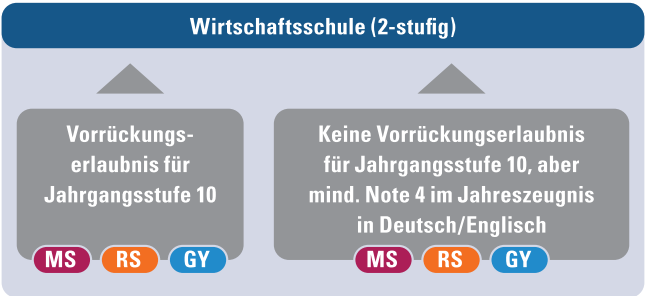 Wirtschaftsschule (2-stufig)
Vorrückungs-
erlaubnis für
Jahrgangsstufe 10
MS RS GY
Keine Vorrückungserlaubnis
für Jahrgangsstufe 10, aber
mind. Note 4 im Jahreszeugnis
in Deutsch/Englisch
MS RS GY